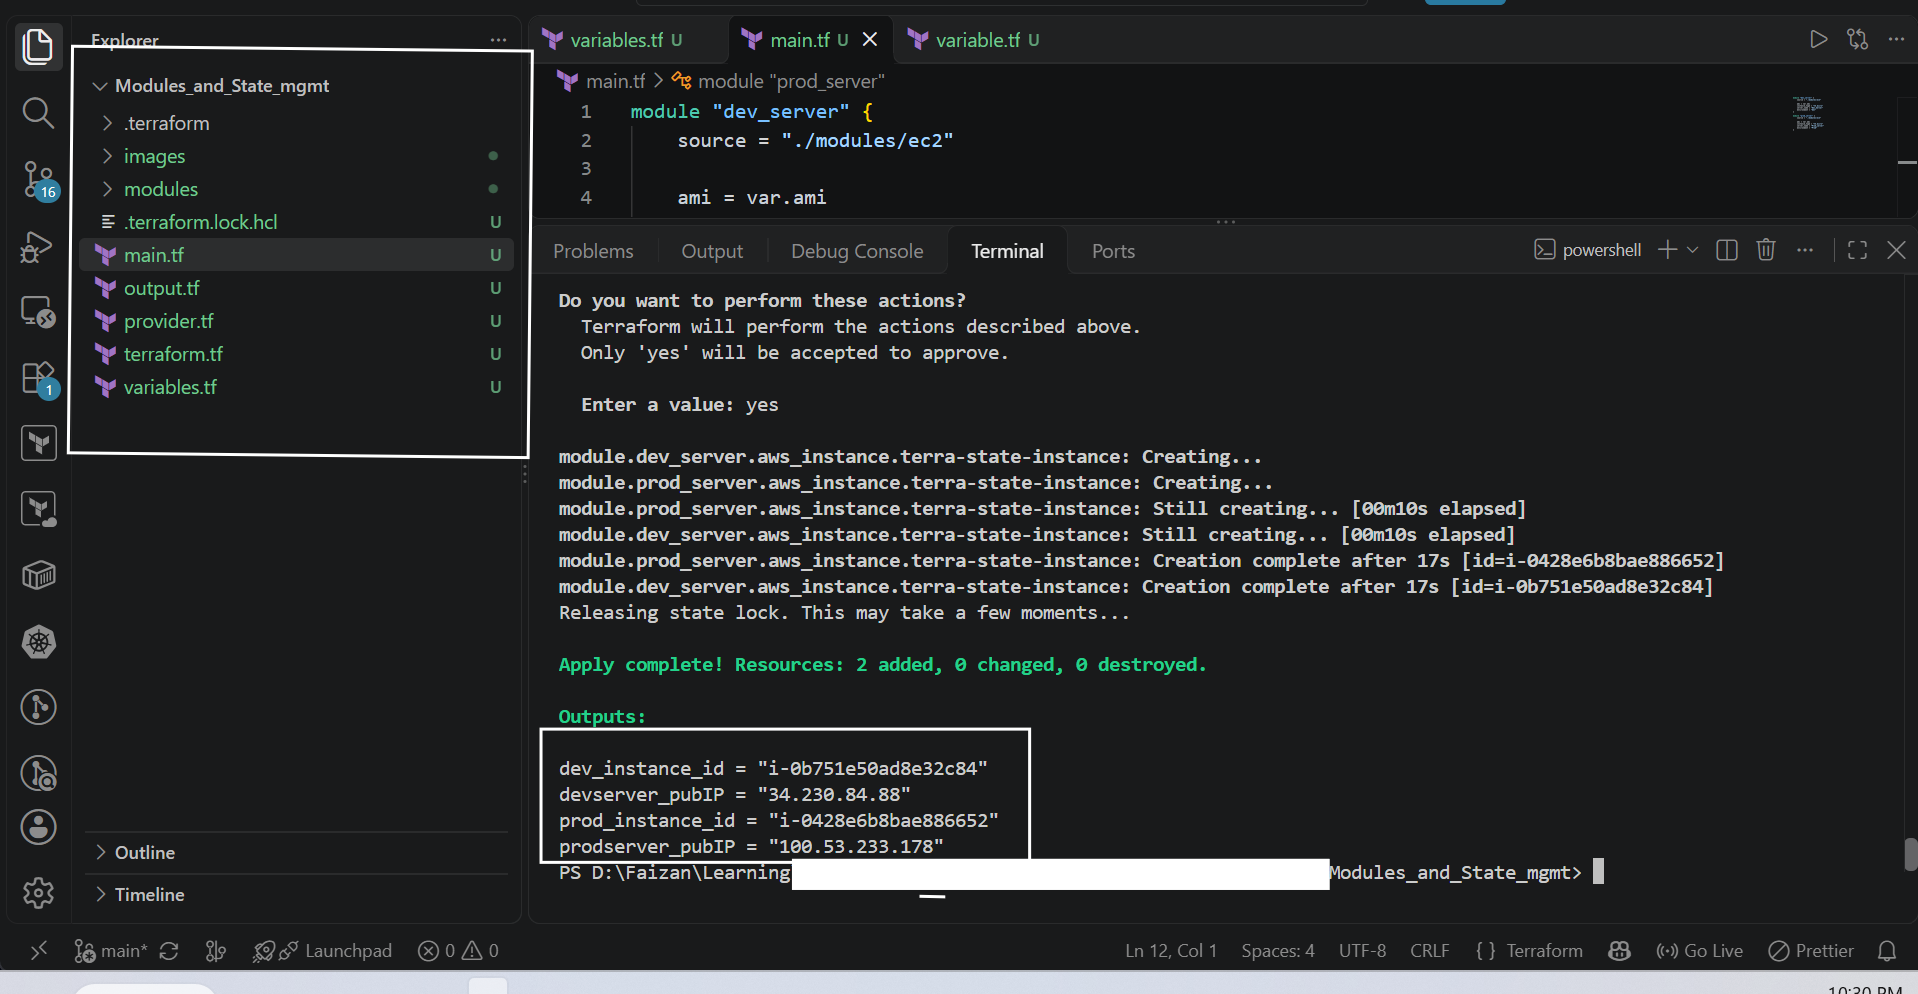 Explorer
Modules_and_State_mgmt
.terraform
images
modules
.terraform.lock.hcl U
main.tf U
output.tf U
provider.tf U
terraform.tf U
variables.tf U
Outline
Timeline
16
1
variables.tf U
main.tf U
variable.tf U
main.tf > module "prod_server"
1 module "dev_server" {
2 source = "./modules/ec2"
3
4 ami = var.ami
Problems Output Debug Console Terminal Ports
powershell
Do you want to perform these actions?
Terraform will perform the actions described above.
Only 'yes' will be accepted to approve.
Enter a value: yes
module.dev_server.aws_instance.terra-state-instance: Creating...
module.prod_server.aws_instance.terra-state-instance: Creating...
module.prod_server.aws_instance.terra-state-instance: Still creating... [00m10s elapsed]
module.dev_server.aws_instance.terra-state-instance: Still creating... [00m10s elapsed]
module.prod_server.aws_instance.terra-state-instance: Creation complete after 17s [id=i-0428e6b8bae886652]
module.dev_server.aws_instance.terra-state-instance: Creation complete after 17s [id=i-0b751e50ad8e32c84]
Releasing state lock. This may take a few moments...
Apply complete! Resources: 2 added, 0 changed, 0 destroyed.
Outputs:
dev_instance_id = "i-0b751e50ad8e32c84"
devserver_pubIP = "34.230.84.88"
prod_instance_id = "i-0428e6b8bae886652"
prodserver_pubIP = "100.53.233.178"
PS D:\Faizan\Learning Modules_and_State_mgmt>
main* Launchpad 0 0 Ln 12, Col 1 Spaces: 4 UTF-8 CRLF { } Terraform Go Live Prettier
10:30 PM